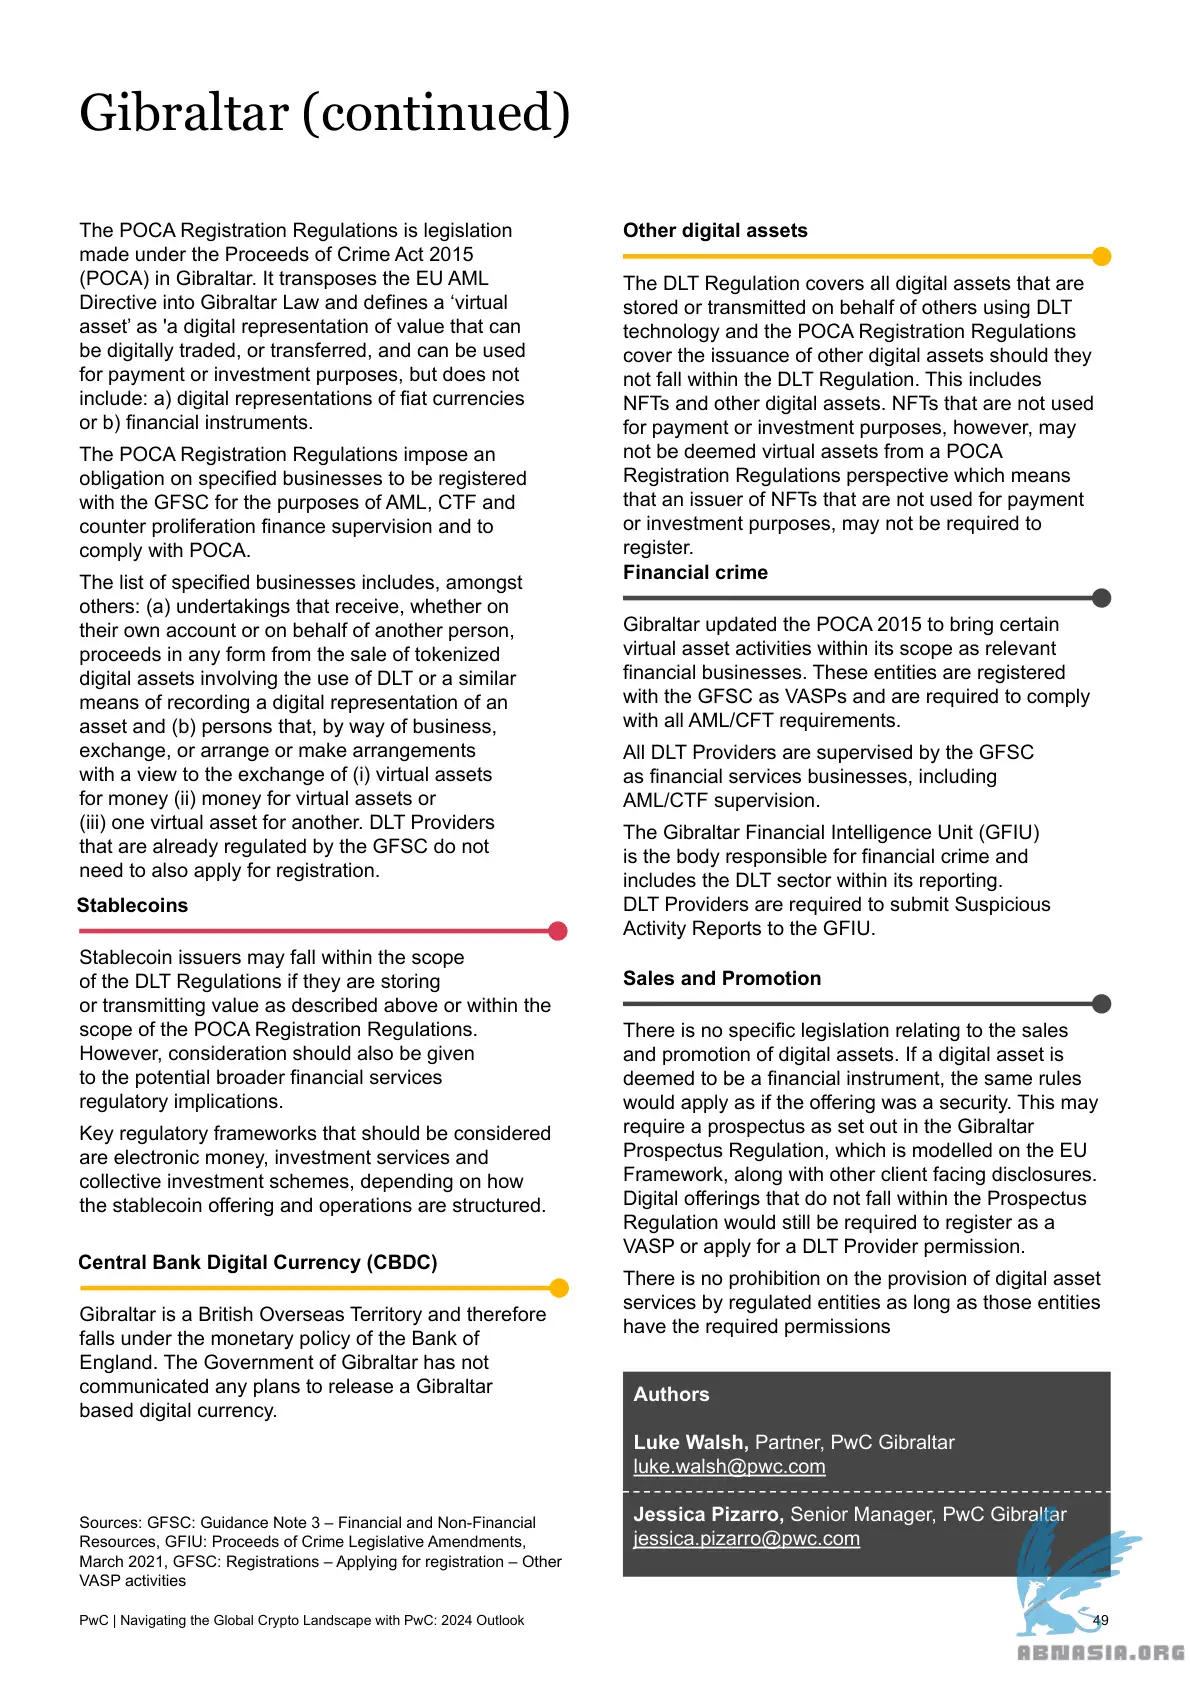 Gibraltar (continued)
The POCA Registration Regulations is legislation
made under the Proceeds of Crime Act 2015
(POCA) in Gibraltar. It transposes the EU AML
Directive into Gibraltar Law and defines a ‘virtual
asset’ as 'a digital representation of value that can
be digitally traded, or transferred, and can be used
for payment or investment purposes, but does not
include: a) digital representations of fiat currencies
or b) financial instruments.
The POCA Registration Regulations impose an
obligation on specified businesses to be registered
with the GFSC for the purposes of AML, CTF and
counter proliferation finance supervision and to
comply with POCA.
The list of specified businesses includes, amongst
others: (a) undertakings that receive, whether on
their own account or on behalf of another person,
proceeds in any form from the sale of tokenized
digital assets involving the use of DLT or a similar
means of recording a digital representation of an
asset and (b) persons that, by way of business,
exchange, or arrange or make arrangements
with a view to the exchange of (i) virtual assets
for money (ii) money for virtual assets or
(iii) one virtual asset for another. DLT Providers
that are already regulated by the GFSC do not
need to also apply for registration.
Stablecoins
Stablecoin issuers may fall within the scope
of the DLT Regulations if they are storing
or transmitting value as described above or within the
scope of the POCA Registration Regulations.
However, consideration should also be given
to the potential broader financial services
regulatory implications.
Key regulatory frameworks that should be considered
are electronic money, investment services and
collective investment schemes, depending on how
the stablecoin offering and operations are structured.
Central Bank Digital Currency (CBDC)
Gibraltar is a British Overseas Territory and therefore
falls under the monetary policy of the Bank of
England. The Government of Gibraltar has not
communicated any plans to release a Gibraltar
based digital currency.
Sources: GFSC: Guidance Note 3 – Financial and Non-Financial
Resources, GFIU: Proceeds of Crime Legislative Amendments,
March 2021, GFSC: Registrations – Applying for registration – Other
VASP activities
Other digital assets
The DLT Regulation covers all digital assets that are
stored or transmitted on behalf of others using DLT
technology and the POCA Registration Regulations
cover the issuance of other digital assets should they
not fall within the DLT Regulation. This includes
NFTs and other digital assets. NFTs that are not used
for payment or investment purposes, however, may
not be deemed virtual assets from a POCA
Registration Regulations perspective which means
that an issuer of NFTs that are not used for payment
or investment purposes, may not be required to
register.
Financial crime
Gibraltar updated the POCA 2015 to bring certain
virtual asset activities within its scope as relevant
financial businesses. These entities are registered
with the GFSC as VASPs and are required to comply
with all AML/CFT requirements.
All DLT Providers are supervised by the GFSC
as financial services businesses, including
AML/CTF supervision.
The Gibraltar Financial Intelligence Unit (GFIU)
is the body responsible for financial crime and
includes the DLT sector within its reporting.
DLT Providers are required to submit Suspicious
Activity Reports to the GFIU.
Sales and Promotion
There is no specific legislation relating to the sales
and promotion of digital assets. If a digital asset is
deemed to be a financial instrument, the same rules
would apply as if the offering was a security. This may
require a prospectus as set out in the Gibraltar
Prospectus Regulation, which is modelled on the EU
Framework, along with other client facing disclosures.
Digital offerings that do not fall within the Prospectus
Regulation would still be required to register as a
VASP or apply for a DLT Provider permission.
There is no prohibition on the provision of digital asset
services by regulated entities as long as those entities
have the required permissions
Authors
Luke Walsh, Partner, PwC Gibraltar
luke.walsh@pwc.com
Jessica Pizarro, Senior Manager, PwC Gibraltar
jessica.pizarro@pwc.com
PwC | Navigating the Global Crypto Landscape with PwC: 2024 Outlook
49
ABNASIA.ORG